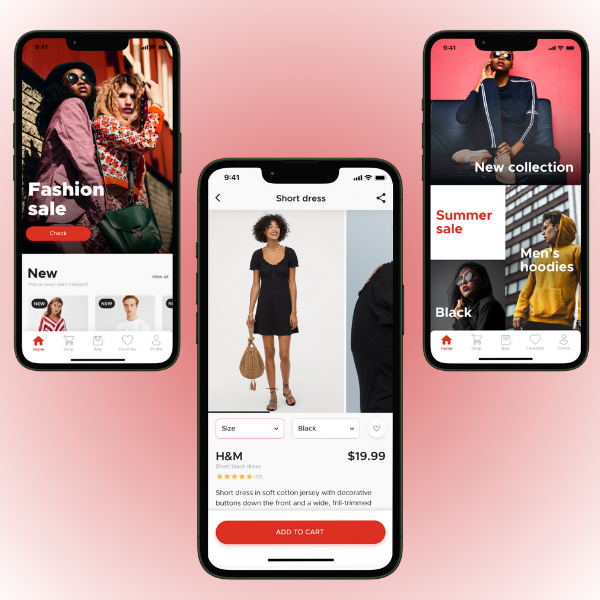 9:41
Fashion
sale
Check
New
View all
You've never seen it before!
NEW
NEW
Home
Shop
Bag
Favorites
Profile
9:41
Short dress
Size
Black
H&M
$19.99
Short black dress
(10)
Short dress in soft cotton jersey with decorative
buttons down the front and a wide, frill-trimmed
ADD TO CART
9:41
New collection
Summer
sale
Men's
hoodies
Black
Home
Shop
Bag
Favorites
Profile